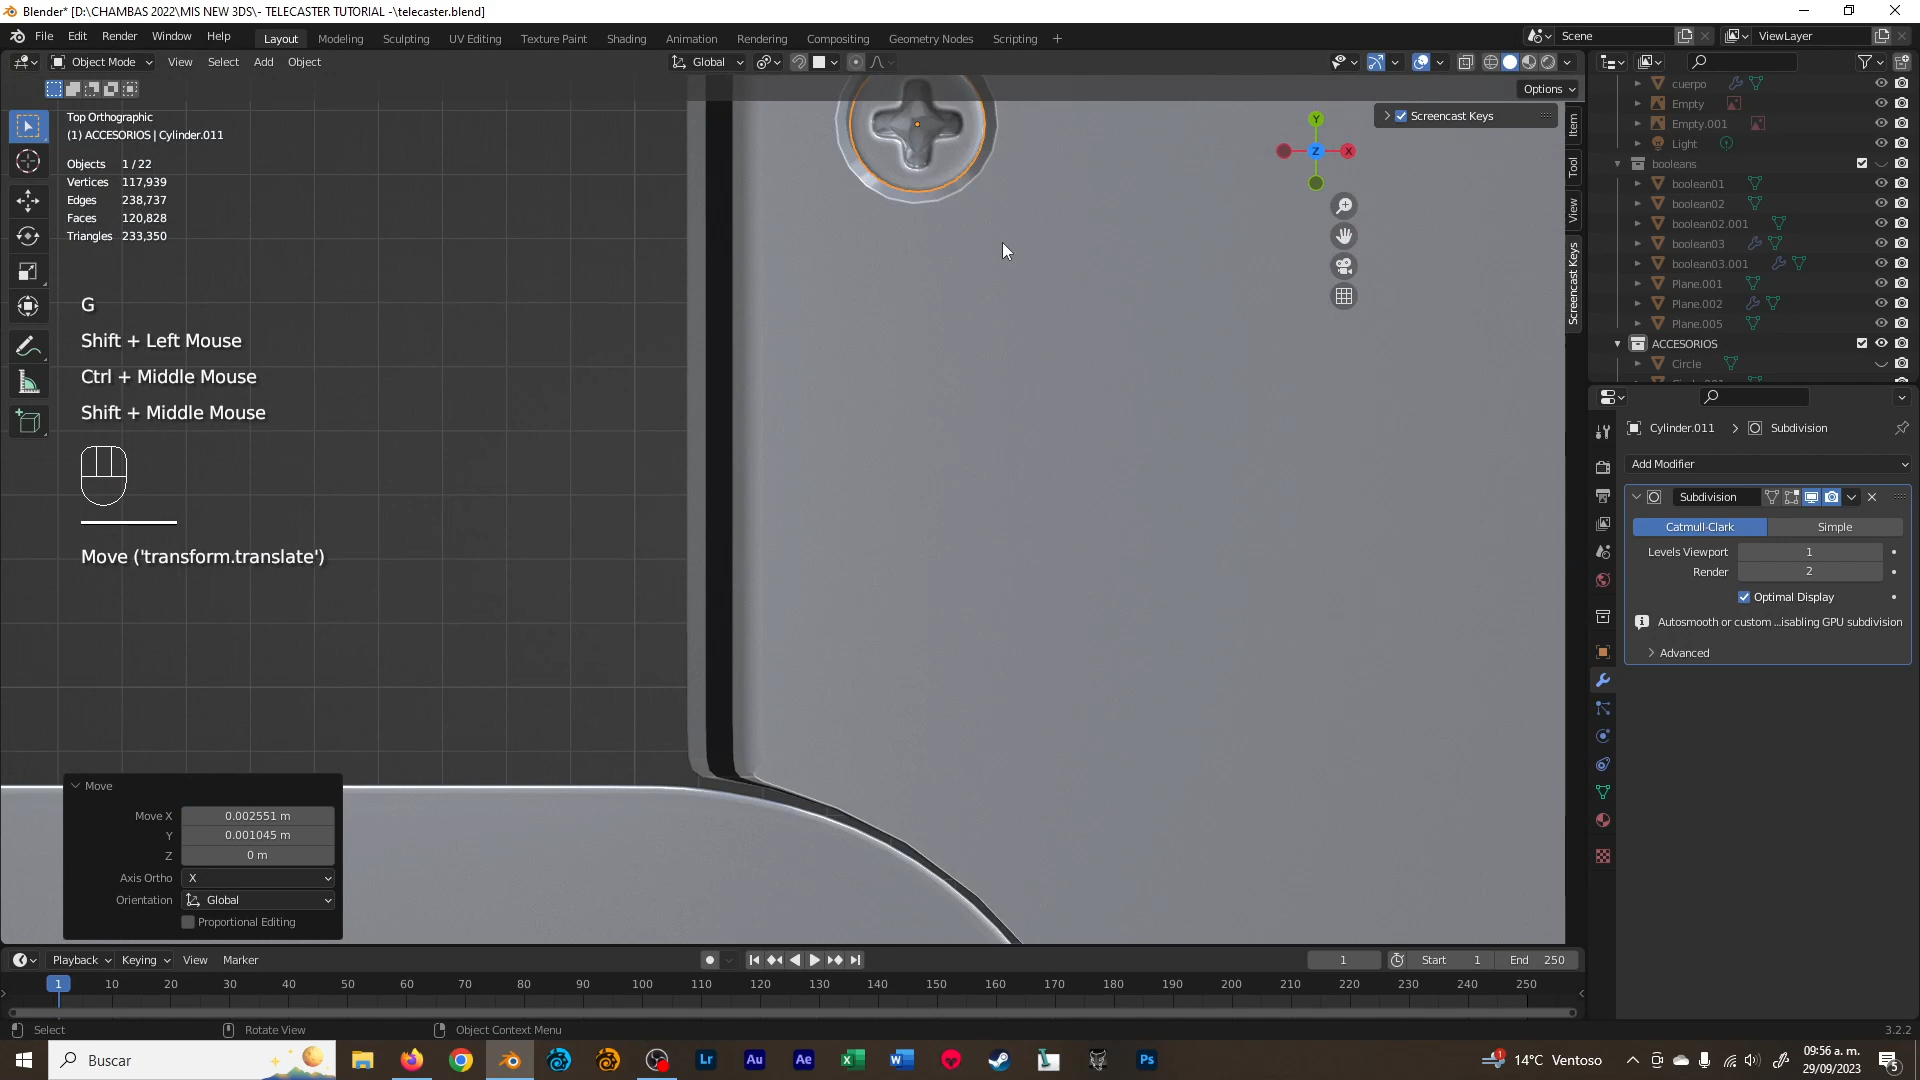 Blender* [D:\CHAMBAS 2022\MIS NEW 3DS\- TELECASTER TUTORIAL -\telecaster.blend]
File Edit Render Window Help
Layout Modeling Sculpting UV Editing Texture Paint Shading Animation Rendering Compositing Geometry Nodes Scripting +
Scene
ViewLayer
Object Mode View Select Add Object
Global
Options
Top Orthographic
(1) ACCESORIOS | Cylinder.011
Objects 1 / 22
Vertices 117,939
Edges 238,737
Faces 120,828
Triangles 233,350
G
Shift + Left Mouse
Ctrl + Middle Mouse
Shift + Middle Mouse
Move ('transform.translate')
Screencast Keys
Y
Z
X
Item
Tool
View
Screencast Keys
Move
Move X 0.002551 m
Y 0.001045 m
Z 0 m
Axis Ortho X
Orientation Global
Proportional Editing
cuerpo
Empty
Empty.001
Light
booleans
boolean01
boolean02
boolean02.001
boolean03
boolean03.001
Plane.001
Plane.002
Plane.005
ACCESORIOS
Circle
Cylinder.011 > Subdivision
Add Modifier
Subdivision
Catmull-Clark Simple
Levels Viewport 1
Render 2
Optimal Display
Autosmooth or custom ...isabling GPU subdivision
Advanced
Playback Keying View Marker
1 Start 1 End 250
1 10 20 30 40 50 60 70 80 90 100 110 120 130 140 150 160 170 180 190 200 210 220 230 240 250
Select Rotate View Object Context Menu
3.2.2
Buscar
Lr Au Ae Ps
1
14°C Ventoso
09:56 a. m.
29/09/2023
5